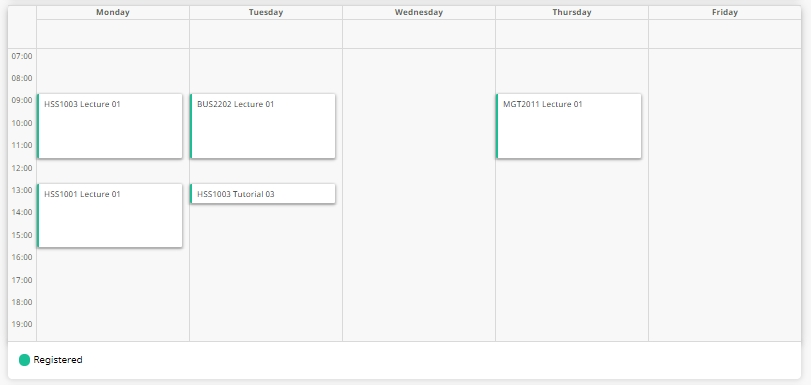 Monday Tuesday Wednesday Thursday Friday
07:00
08:00
09:00 HSS1003 Lecture 01 BUS2202 Lecture 01 MGT2011 Lecture 01
10:00
11:00
12:00
13:00 HSS1001 Lecture 01 HSS1003 Tutorial 03
14:00
15:00
16:00
17:00
18:00
19:00
Registered